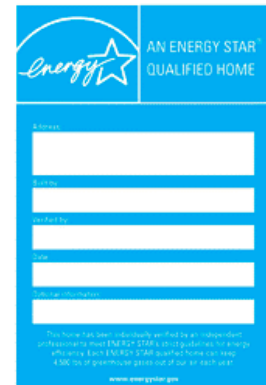 energy
AN ENERGY STAR®
QUALIFIED HOME
Address
Built by
Verified by
Date
Optional information
This home has been individually verified by an independent
professional to meet ENERGY STAR's strict guidelines for energy
efficiency. Each ENERGY STAR qualified home can keep
4,500 lbs of greenhouse gases out of our air each year.
www.energystar.gov